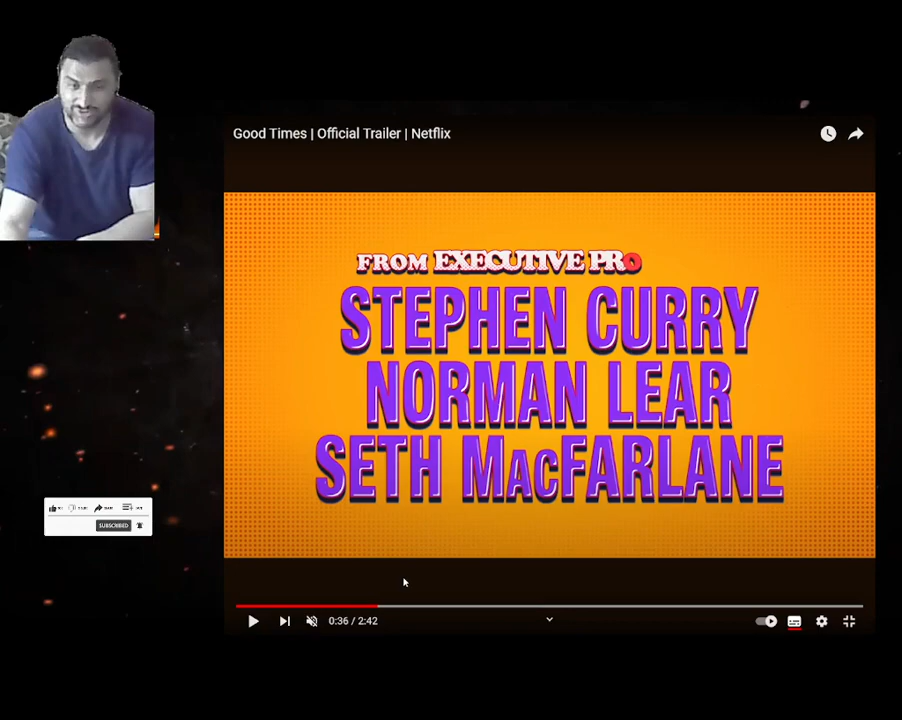 Good Times | Official Trailer | Netflix
FROM EXECUTIVE PRO
STEPHEN CURRY
NORMAN LEAR
SETH MACFARLANE
SUBSCRIBED
0:36 / 2:42